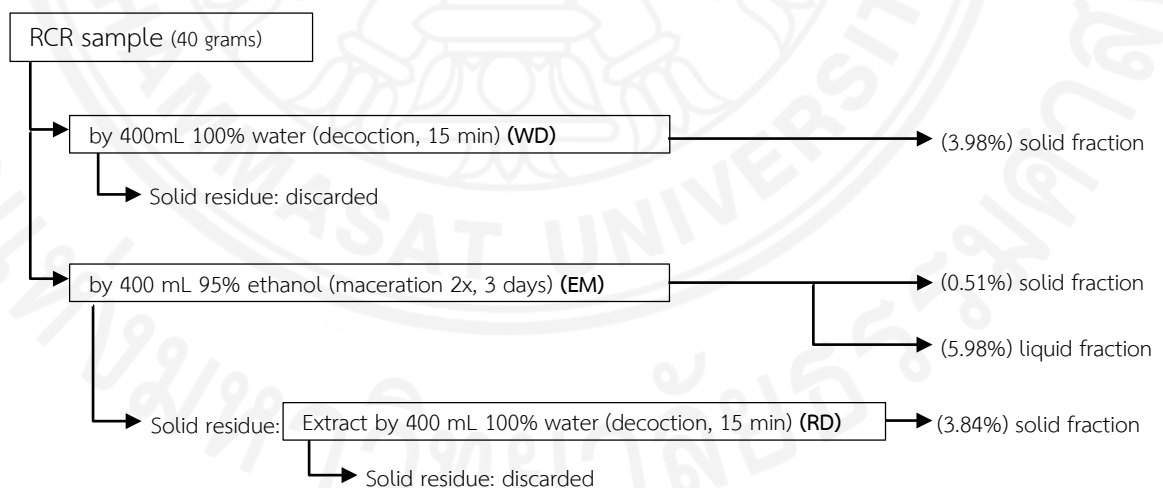 RCR sample (40 grams)
by 400mL 100% water (decoction, 15 min) (WD)
(3.98%) solid fraction
Solid residue: discarded
by 400 mL 95% ethanol (maceration 2x, 3 days) (EM)
(0.51%) solid fraction
(5.98%) liquid fraction
Solid residue: Extract by 400 mL 100% water (decoction, 15 min) (RD)
(3.84%) solid fraction
Solid residue: discarded
THAMMASAT UNIVERSITY